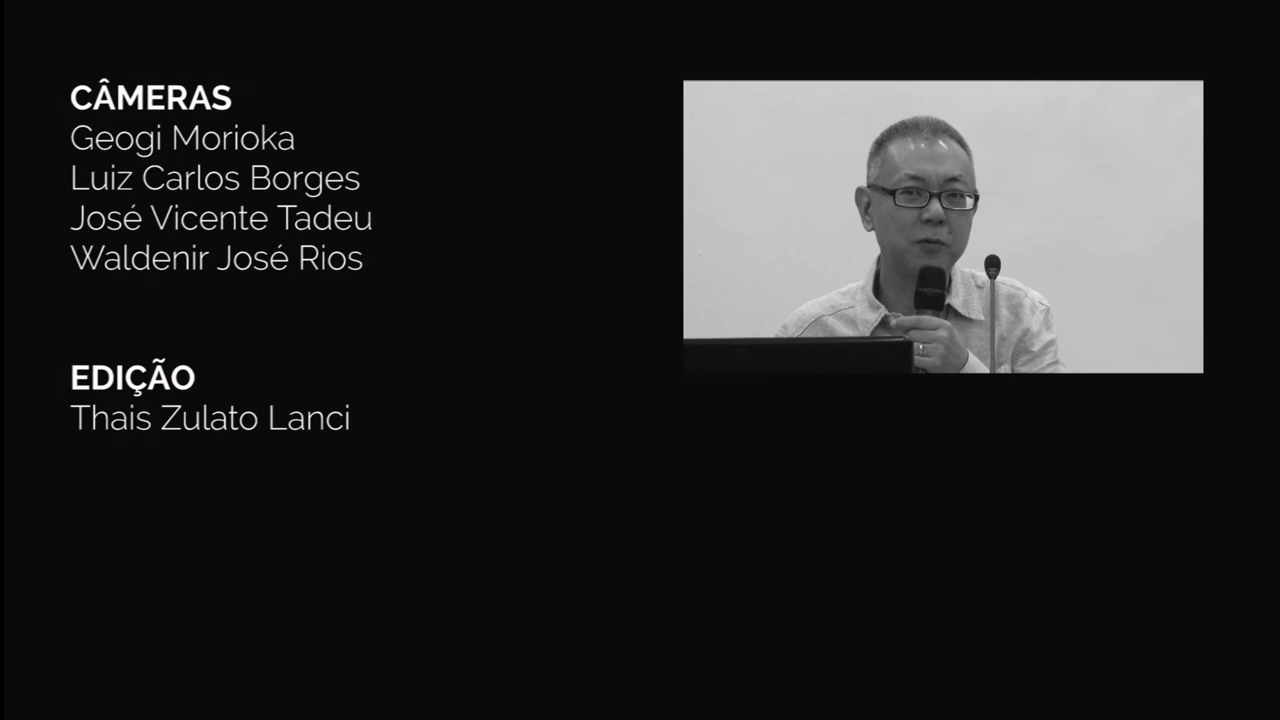 CÂMERAS
Geogi Morioka
Luiz Carlos Borges
José Vicente Tadeu
Waldenir José Rios
EDIÇÃO
Thais Zulato Lanci